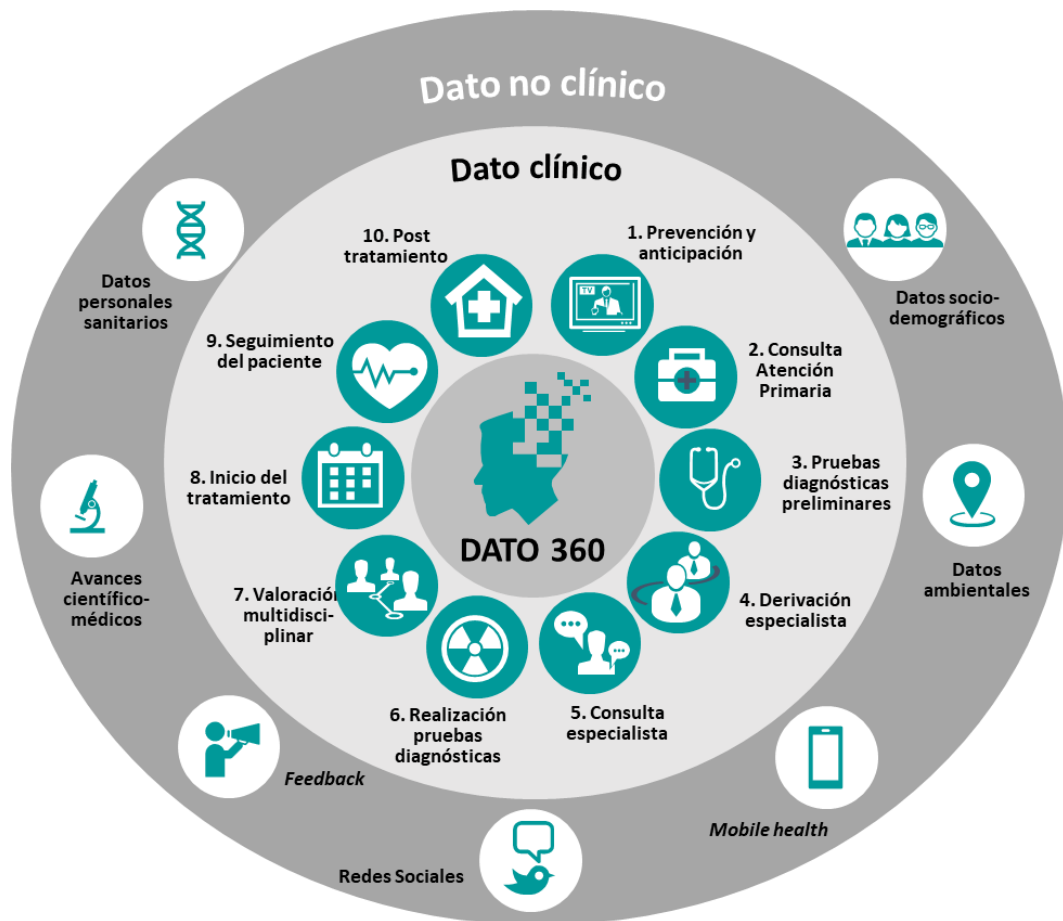 Dato no clínico
Dato clínico
1. Prevención y
anticipación
TV
2. Consulta
Atención
Primaria
3. Pruebas
diagnósticas
preliminares
4. Derivación
especialista
5. Consulta
especialista
6. Realización
pruebas
diagnósticas
7. Valoración
multidisci-
plinar
8. Inicio del
tratamiento
9. Seguimiento
del paciente
10. Post
tratamiento
DATO 360
Datos socio-
demográficos
Datos
ambientales
Mobile health
Redes Sociales
Feedback
Avances
científico-
médicos
Datos
personales
sanitarios